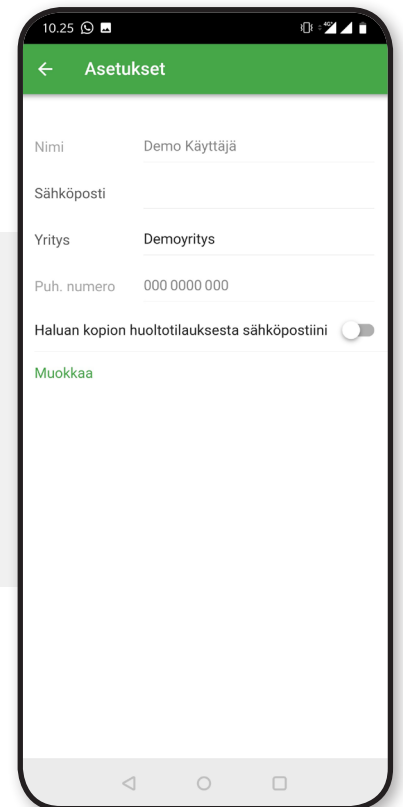 10.25 4G+
Asetukset
Nimi Demo Käyttäjä
Sähköposti
Yritys Demoyritys
Puh. numero 000 0000 000
Haluan kopion huoltotilauksesta sähköpostiini
Muokkaa